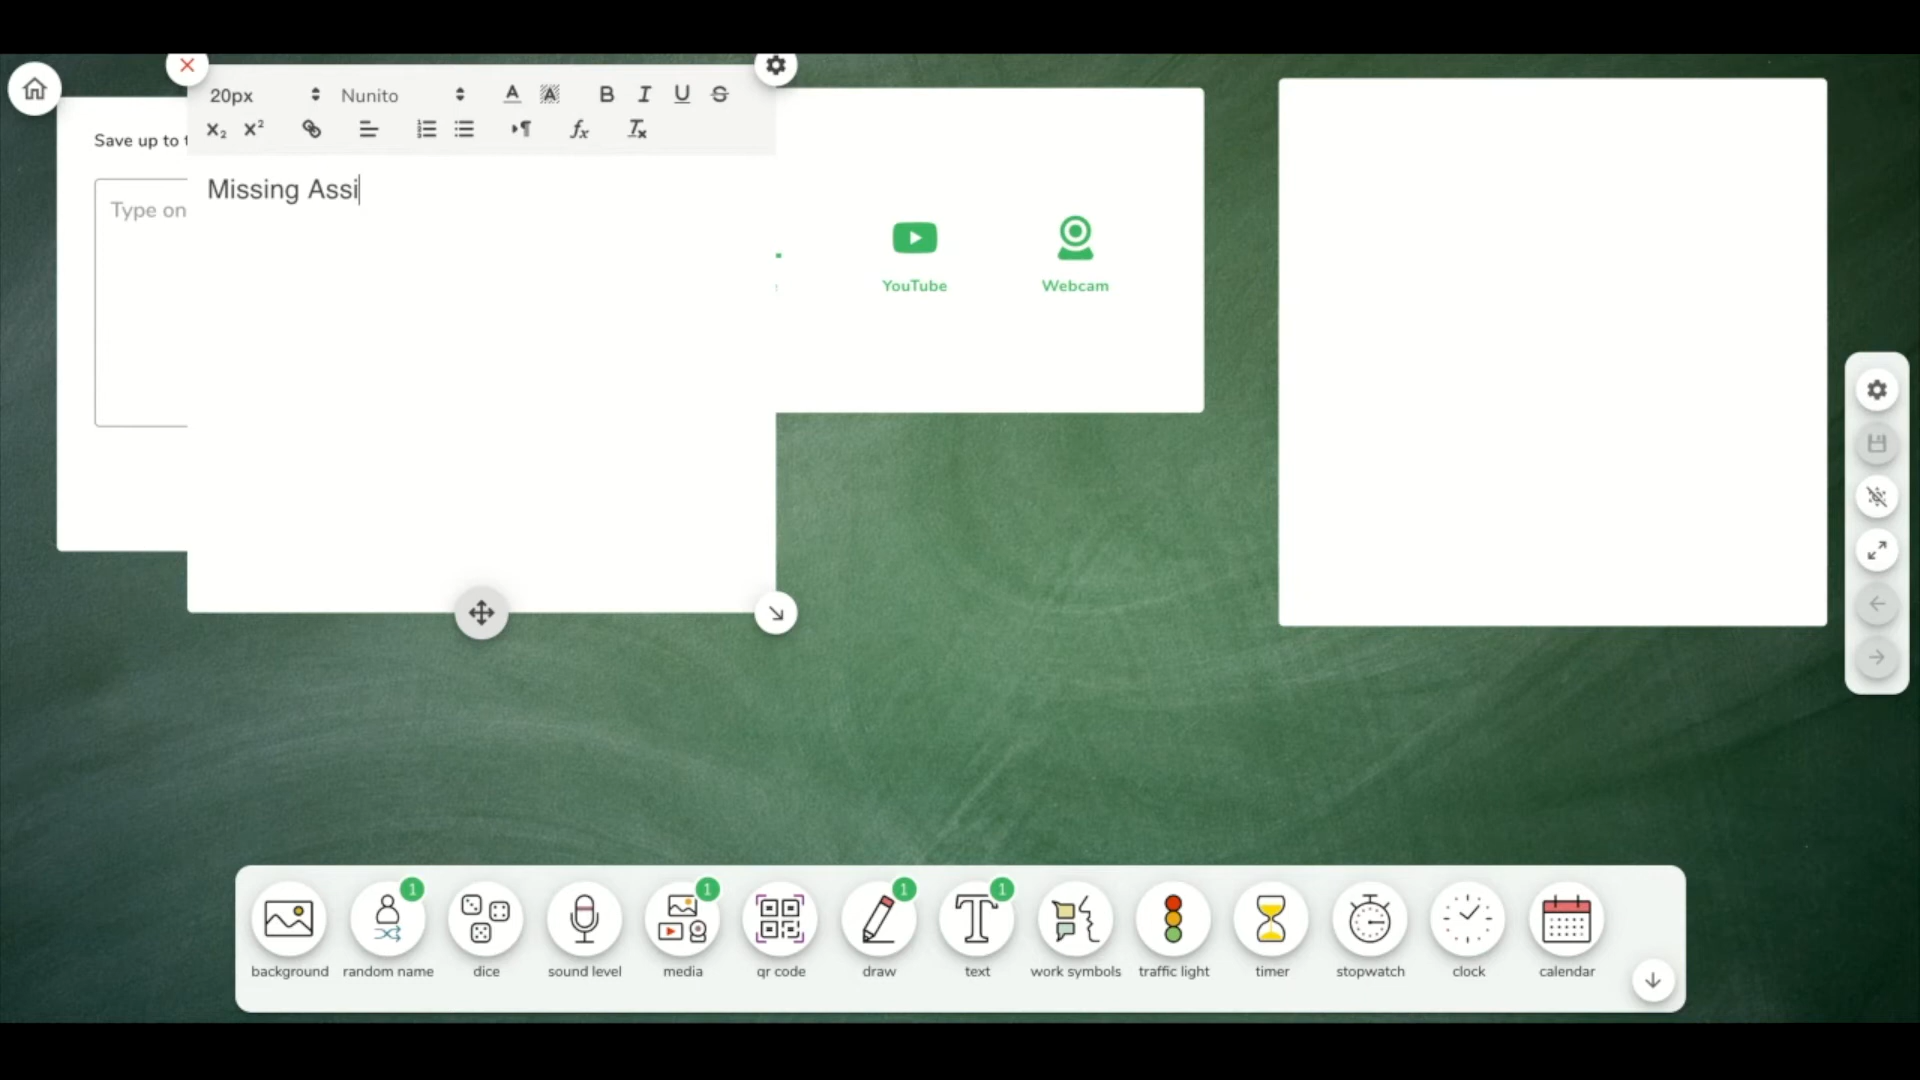 20px
Nunito
Save up to
Missing Assi
Type on
YouTube
Webcam
1
1
1
1
background
random name
dice
sound level
media
qr code
draw
text
work symbols
traffic light
timer
stopwatch
clock
calendar